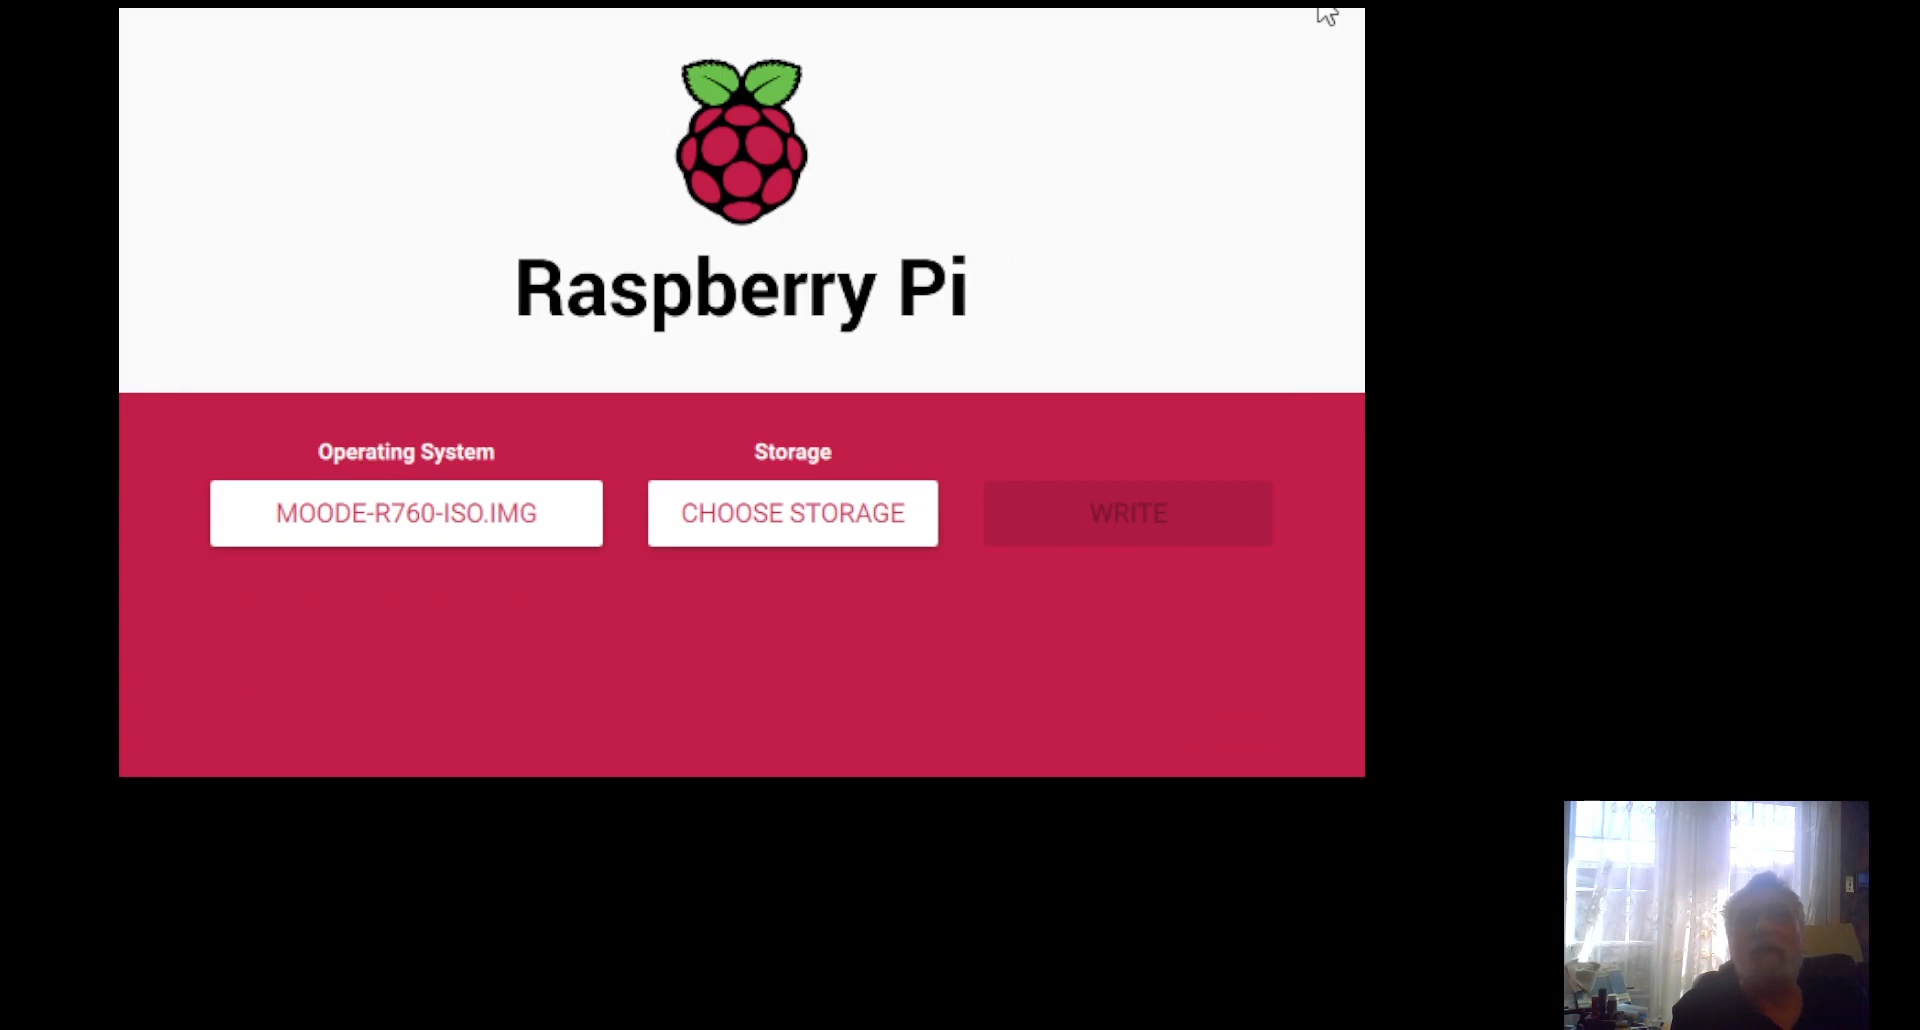 Raspberry Pi
Operating System
MOODE-R760-ISO.IMG
Storage
CHOOSE STORAGE
WRITE